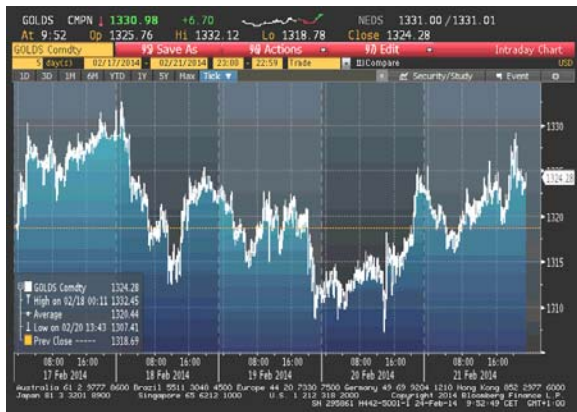 GOLDS CMPN ↓ 1330.98 +6.70 NEDS 1331.00/1331.01
At 9:52 Op 1325.76 Hi 1332.12 Lo 1318.78 Close 1324.28
GOLDS Comdty 99) Save As 98) Actions 97) Edit Intraday Chart
5 day(s) 02/17/2014 - 02/21/2014 23:00 - 22:59 Trade Compare USD
1D 3D 1M 6M YTD 1Y 5Y Max Tick ▼ Security/Study Event
1330
1324.28
1320
1315
1310
GOLDS Comdty 1324.28
High on 02/18 00:11 1332.45
Average 1320.44
Low on 02/20 13:43 1307.41
Prev Close ----- 1318.69
08:00 16:00 08:00 16:00 08:00 16:00 08:00 16:00 08:00 16:00
17 Feb 2014 18 Feb 2014 19 Feb 2014 20 Feb 2014 21 Feb 2014
Australia 61 2 9777 8600 Brazil 5511 3048 4500 Europe 44 20 7330 7500 Germany 49 69 9204 1210 Hong Kong 852 2977 6000
Japan 81 3 3201 8900 Singapore 65 6212 1000 U.S. 1 212 318 2000 Copyright 2014 Bloomberg Finance L.P.
SN 295861 H442-5001-1 24-Feb-14 9:52:49 CET GMT+1:00